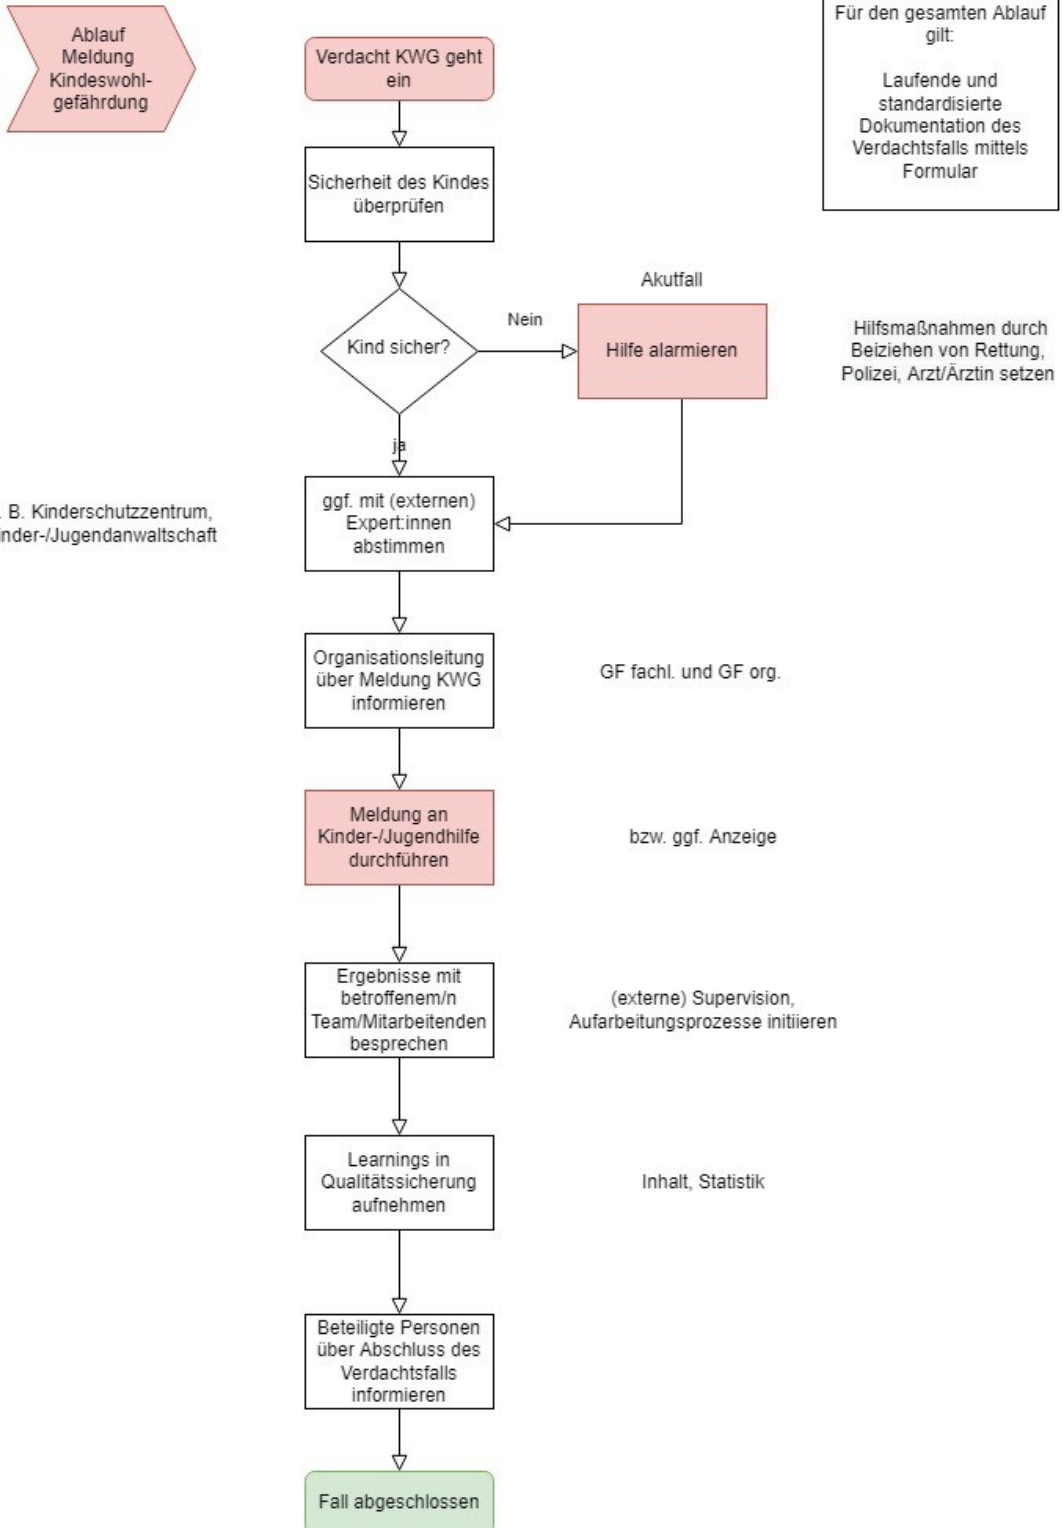 Ablauf
Meldung
Kindeswohl-
gefährdung
Verdacht KWG geht
ein
Für den gesamten Ablauf
gilt:
Laufende und
standardisierte
Dokumentation des
Verdachtsfalls mittels
Formular
Sicherheit des Kindes
überprüfen
Kind sicher?
Nein
Akutfall
Hilfe alarmieren
Hilfsmaßnahmen durch
Beiziehen von Rettung,
Polizei, Arzt/Ärztin setzen
ja
. B. Kinderschutzzentrum,
inder-/Jugendanwaltschaft
ggf. mit (externen)
Expert:innen
abstimmen
Organisationsleitung
über Meldung KWG
informieren
GF fachl. und GF org.
Meldung an
Kinder-/Jugendhilfe
durchführen
bzw. ggf. Anzeige
Ergebnisse mit
betroffenem/n
Team/Mitarbeitenden
besprechen
(externe) Supervision,
Aufarbeitungsprozesse initiieren
Learnings in
Qualitätssicherung
aufnehmen
Inhalt, Statistik
Beteiligte Personen
über Abschluss des
Verdachtsfalls
informieren
Fall abgeschlossen